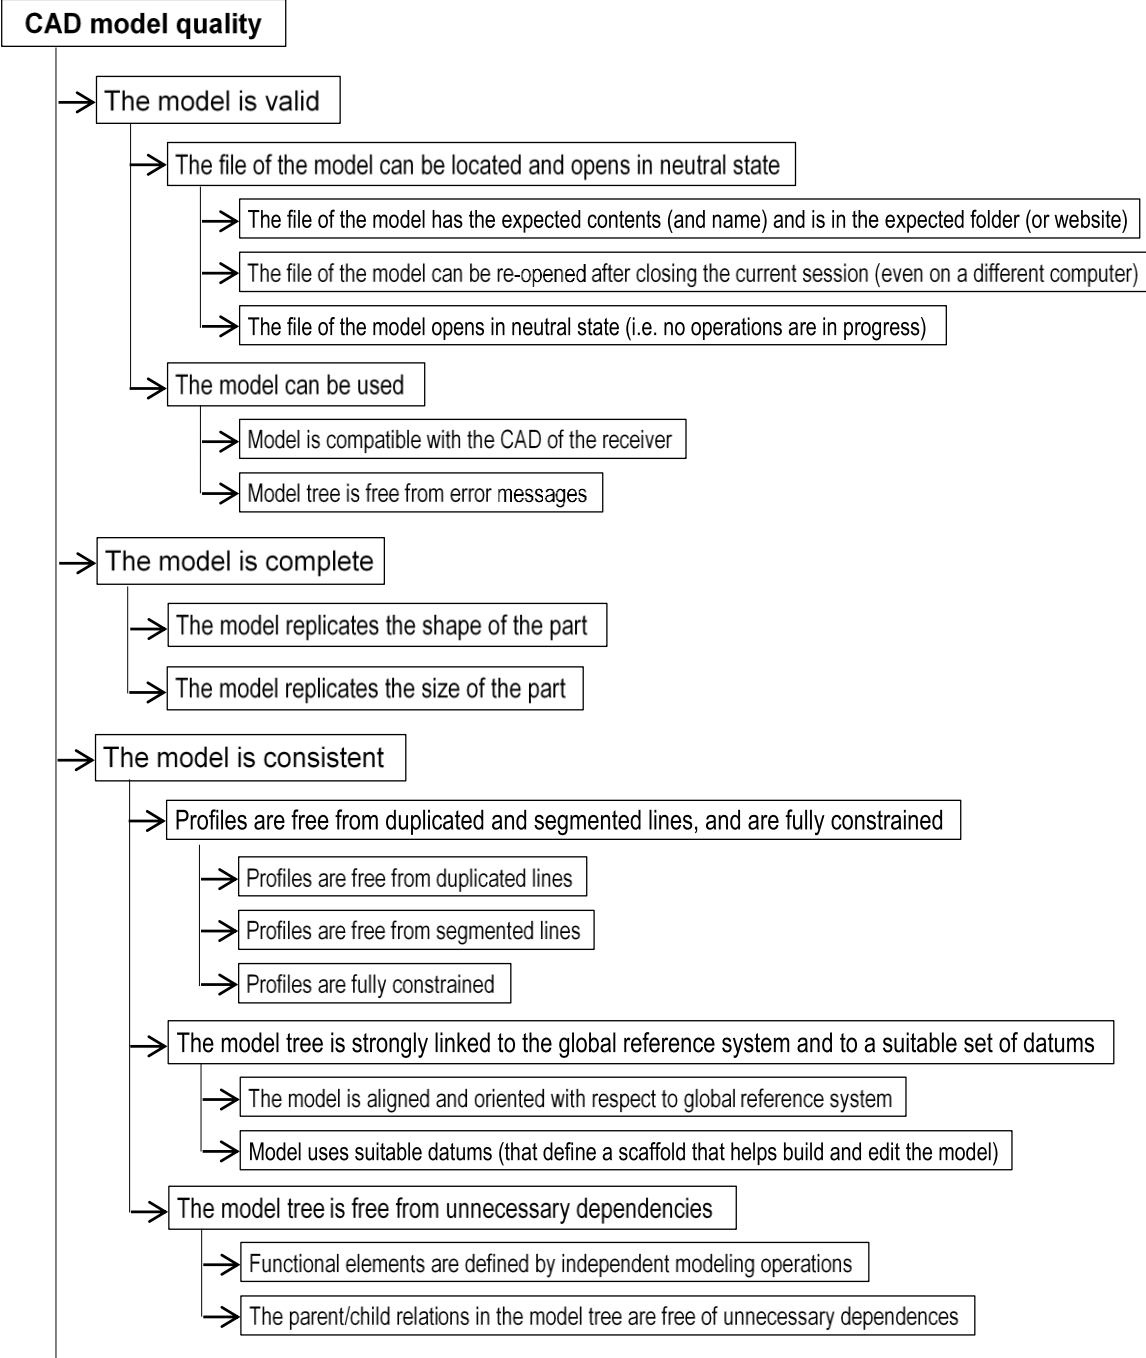 CAD model quality
The model is valid
The file of the model can be located and opens in neutral state
The file of the model has the expected contents (and name) and is in the expected folder (or website)
The file of the model can be re-opened after closing the current session (even on a different computer)
The file of the model opens in neutral state (i.e. no operations are in progress)
The model can be used
Model is compatible with the CAD of the receiver
Model tree is free from error messages
The model is complete
The model replicates the shape of the part
The model replicates the size of the part
The model is consistent
Profiles are free from duplicated and segmented lines, and are fully constrained
Profiles are free from duplicated lines
Profiles are free from segmented lines
Profiles are fully constrained
The model tree is strongly linked to the global reference system and to a suitable set of datums
The model is aligned and oriented with respect to global reference system
Model uses suitable datums (that define a scaffold that helps build and edit the model)
The model tree is free from unnecessary dependencies
Functional elements are defined by independent modeling operations
The parent/child relations in the model tree are free of unnecessary dependences